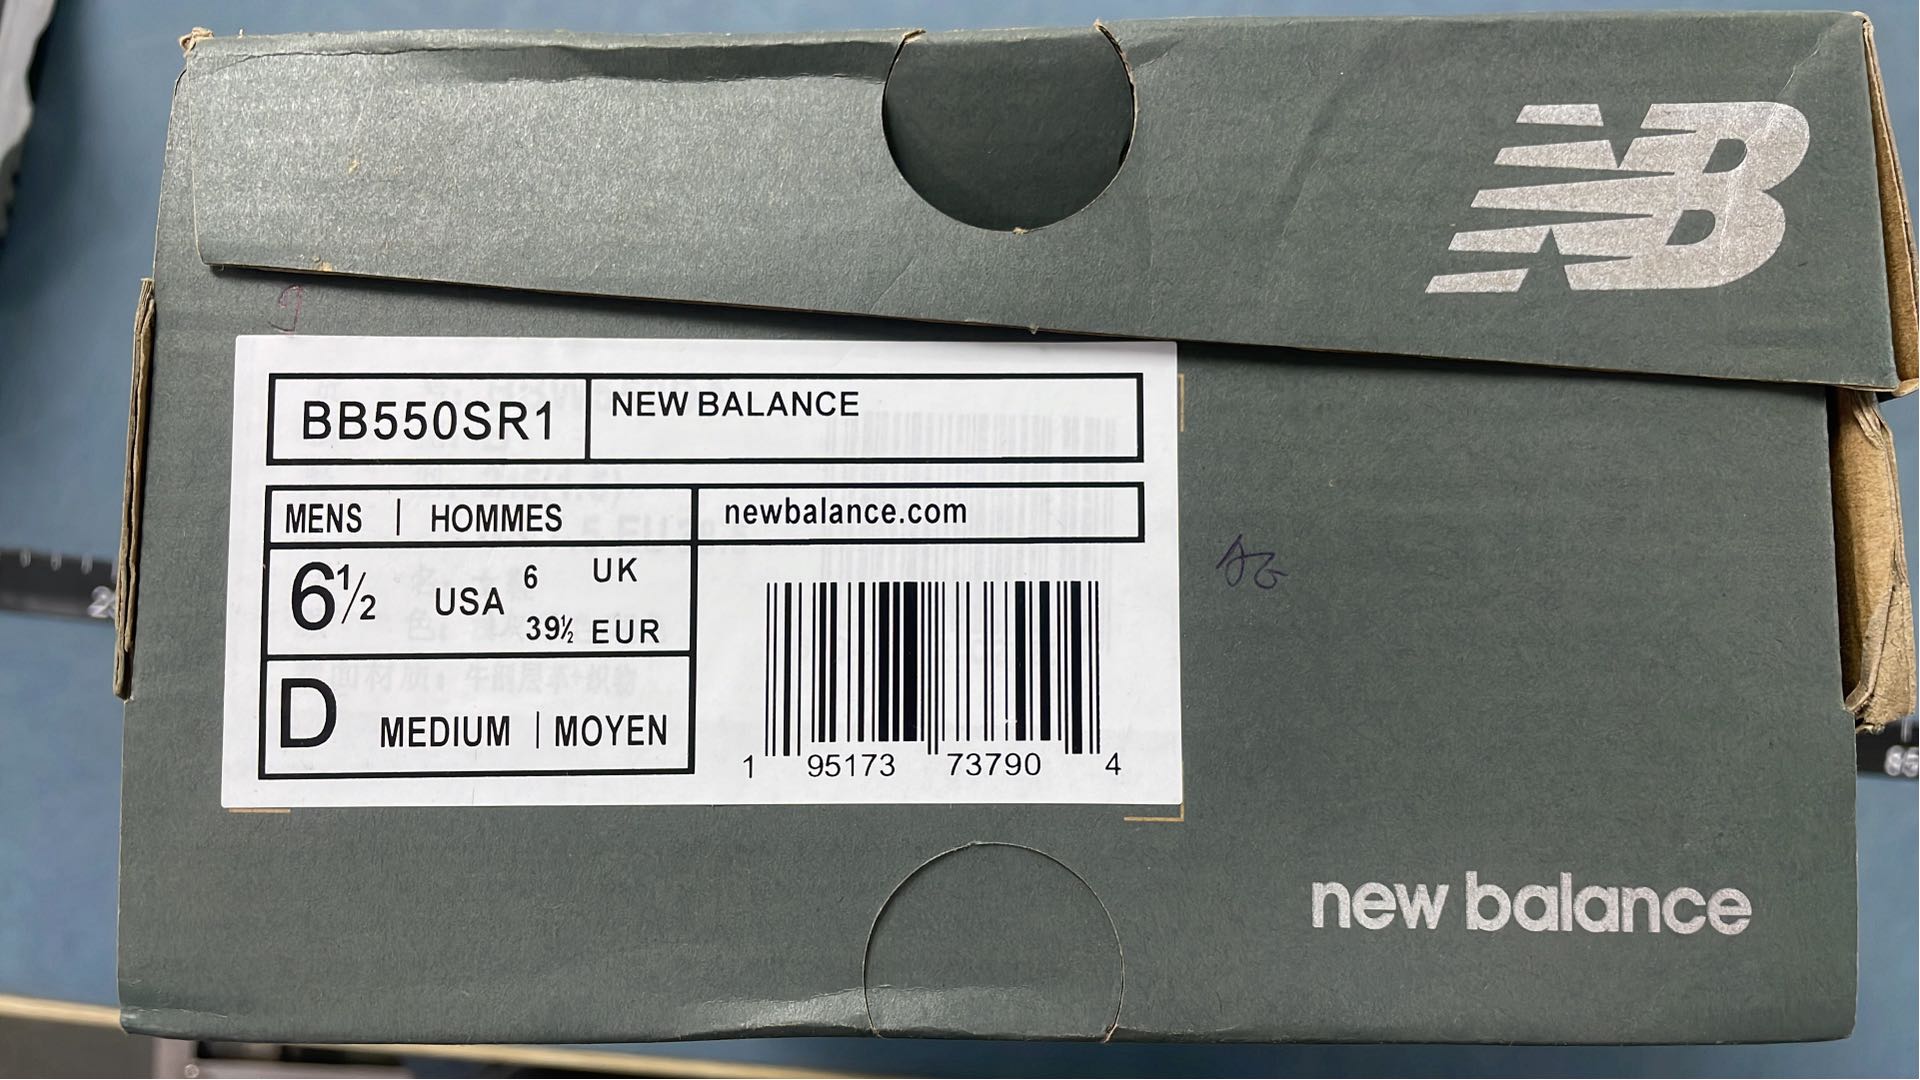 NB
BB550SR1
NEW BALANCE
MENS | HOMMES
newbalance.com
6½ USA 6 UK
39½ EUR
D MEDIUM | MOYEN
1 95173 73790 4
new balance